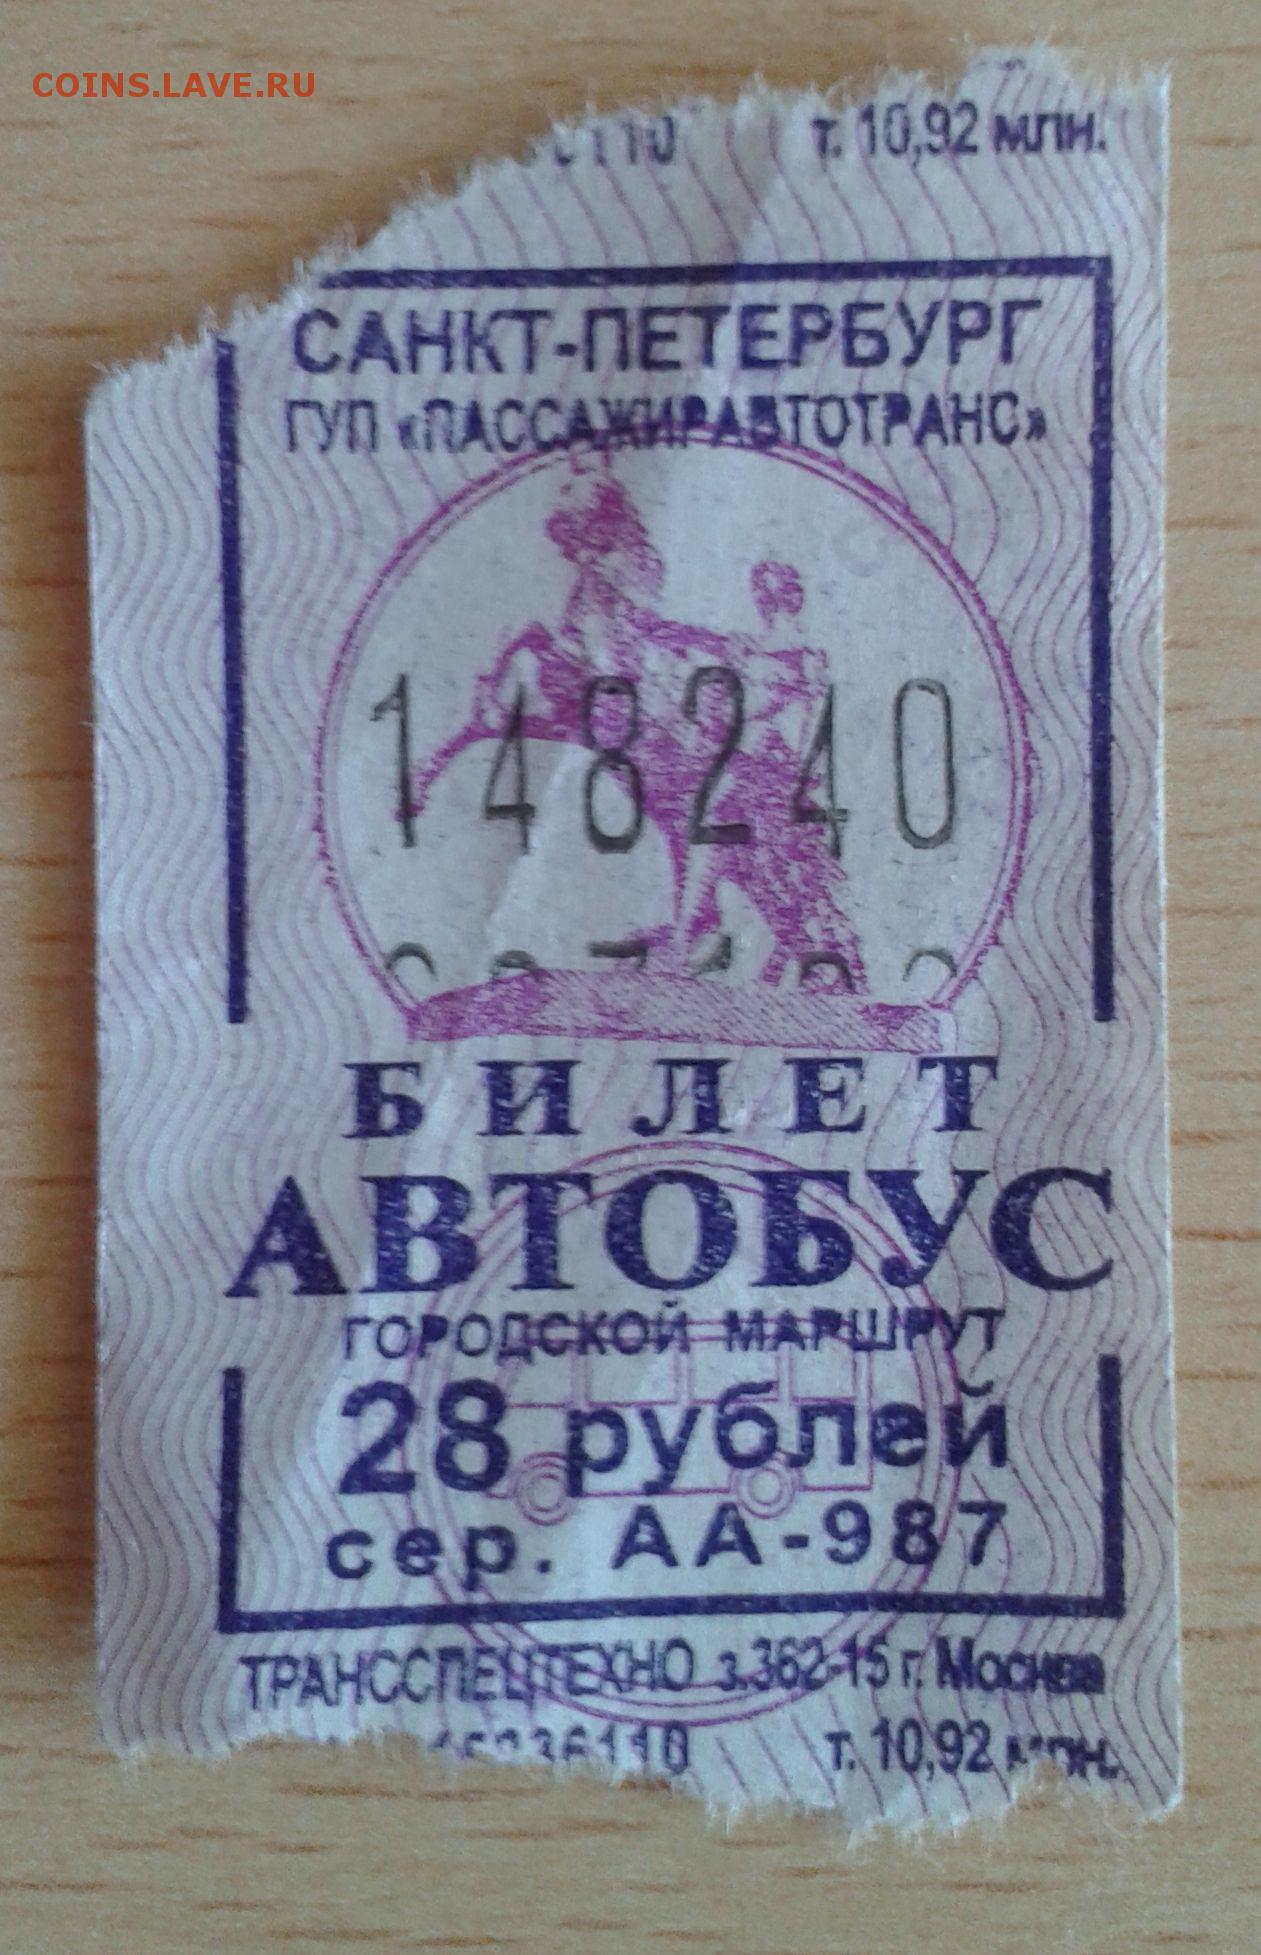 COINS.LAVE.RU
т. 10,92 млн.
САНКТ-ПЕТЕРБУРГ
ГУП «ПАССАЖИРАВТОТРАНС»
148240
БИЛЕТ
АВТОБУС
ГОРОДСКОЙ МАРШРУТ
28 рублей
сер. АА-987
ТРАНССПЕЦТЕХНО з.362-15 г. Москва
т. 10,92 млн.